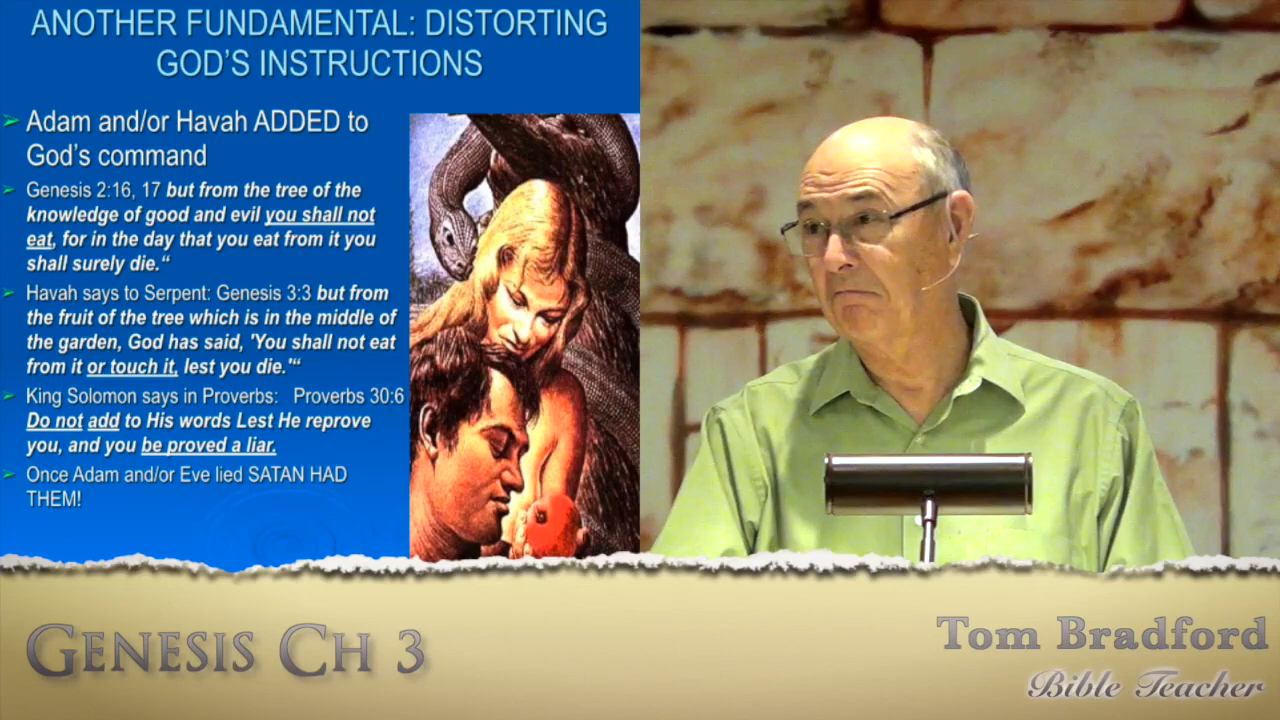 ANOTHER FUNDAMENTAL: DISTORTING
GOD'S INSTRUCTIONS
Adam and/or Havah ADDED to
God's command
Genesis 2:16, 17 but from the tree of the
knowledge of good and evil you shall not
eat, for in the day that you eat from it you
shall surely die.“
Havah says to Serpent: Genesis 3:3 but from
the fruit of the tree which is in the middle of
the garden, God has said, 'You shall not eat
from it or touch it, lest you die.'“
King Solomon says in Proverbs: Proverbs 30:6
Do not add to His words Lest He reprove
you, and you be proved a liar.
Once Adam and/or Eve lied SATAN HAD
THEM!
GENESIS CH 3
Tom Bradford
Bible Teacher